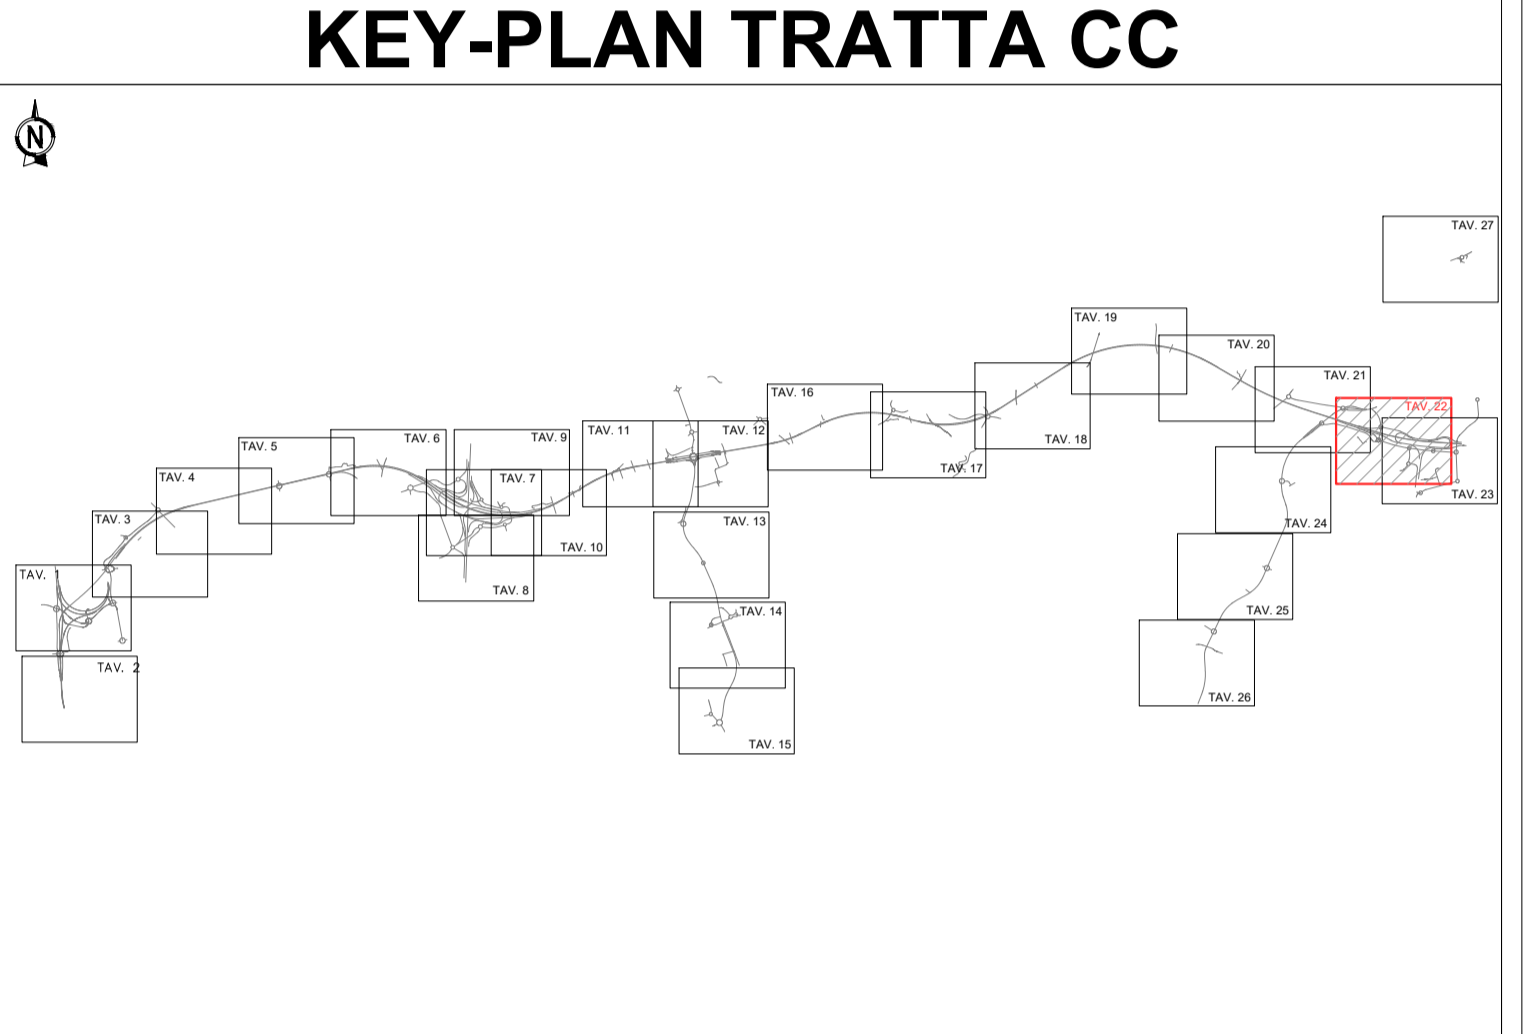 KEY-PLAN TRATTA CC
N
TAV. 27
TAV. 19
TAV. 20
TAV. 21
TAV. 16
TAV. 22
TAV. 11
TAV. 12
TAV. 6
TAV. 9
TAV. 5
TAV. 18
TAV. 17
TAV. 4
TAV. 7
TAV. 23
TAV. 3
TAV. 13
TAV. 24
TAV. 10
TAV. 1
TAV. 8
TAV. 14
TAV. 25
TAV. 2
TAV. 26
TAV. 15